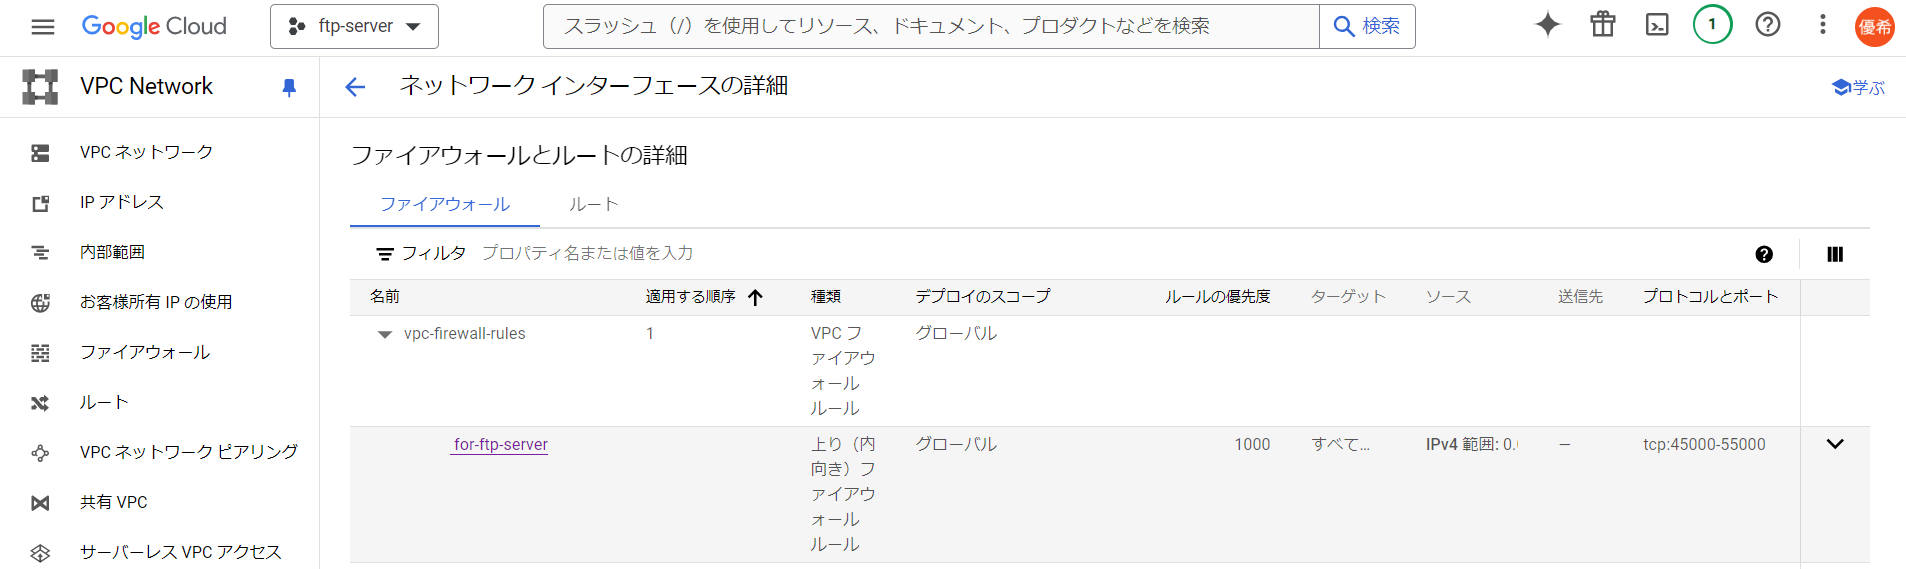 Google Cloud
ftp-server
スラッシュ（/）を使用してリソース、ドキュメント、プロダクトなどを検索
検索
1
優希
VPC Network
ネットワーク インターフェースの詳細
学ぶ
VPC ネットワーク
IP アドレス
内部範囲
お客様所有 IP の使用
ファイアウォール
ルート
VPC ネットワーク ピアリング
共有 VPC
サーバーレス VPC アクセス
ファイアウォールとルートの詳細
ファイアウォール ルート
フィルタ プロパティ名または値を入力
名前 適用する順序 種類 デプロイのスコープ ルールの優先度 ターゲット ソース 送信先 プロトコルとポート
vpc-firewall-rules 1 VPC フ グローバル
ァイアウ
ォール
ルール
for-ftp-server 上り（内 グローバル 1000 すべて... IPv4 範囲: 0.( – tcp:45000-55000
向き）フ
ァイアウ
ォール
ルール